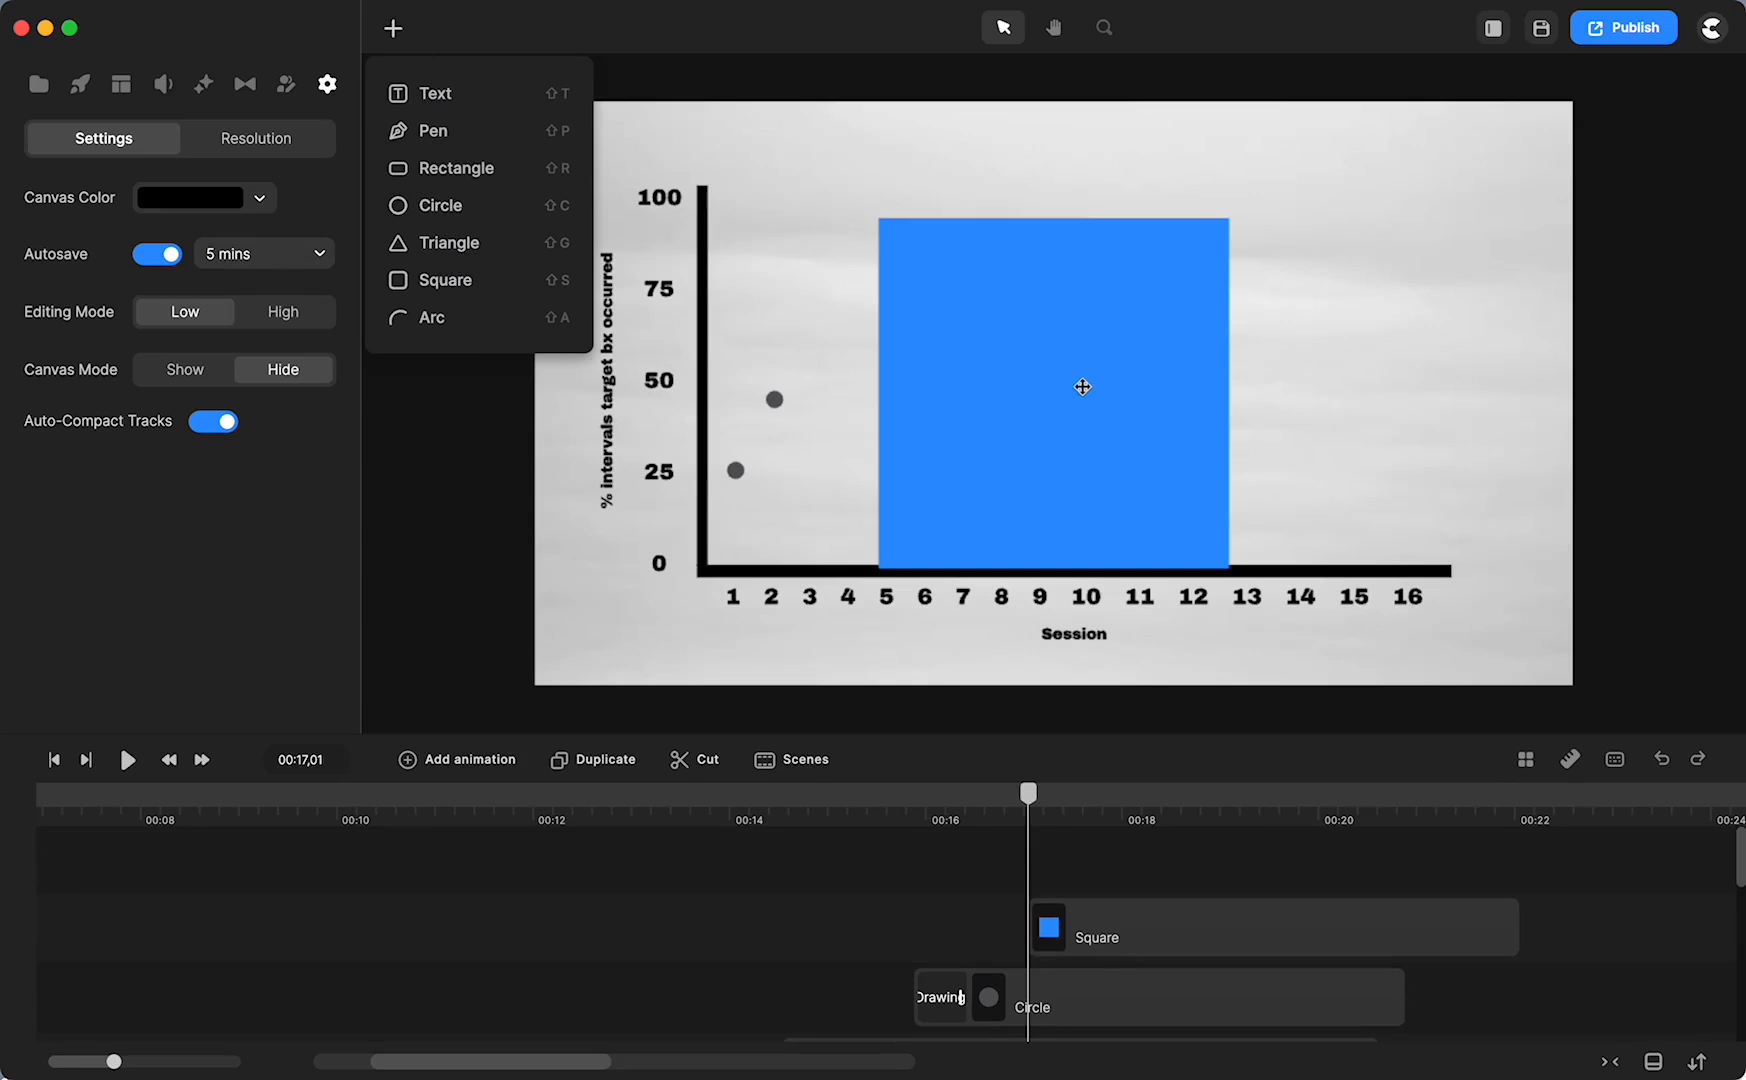 Publish
Settings
Resolution
Canvas Color
Autosave
5 mins
Editing Mode
Low
High
Canvas Mode
Show
Hide
Auto-Compact Tracks
Text ⇧ T
Pen ⇧ P
Rectangle ⇧ R
Circle ⇧ C
Triangle ⇧ G
Square ⇧ S
Arc ⇧ A
% intervals target bx occurred
100
75
50
25
0
1 2 3 4 5 6 7 8 9 10 11 12 13 14 15 16
Session
00:17,01
Add animation
Duplicate
Cut
Scenes
00:08 00:10 00:12 00:14 00:16 00:18 00:20 00:22 00:24
Square
Drawing
Circle